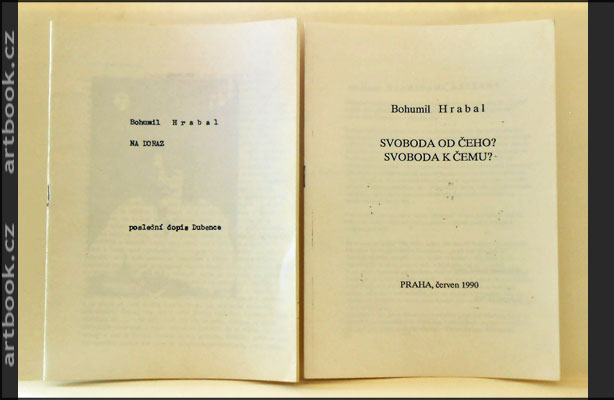 artbook.cz artbook.cz
Bohumil Hrabal
NA DORAZ
poslední dopis Dubence
Bohumil Hrabal
SVOBODA OD ČEHO?
SVOBODA K ČEMU?
PRAHA, červen 1990